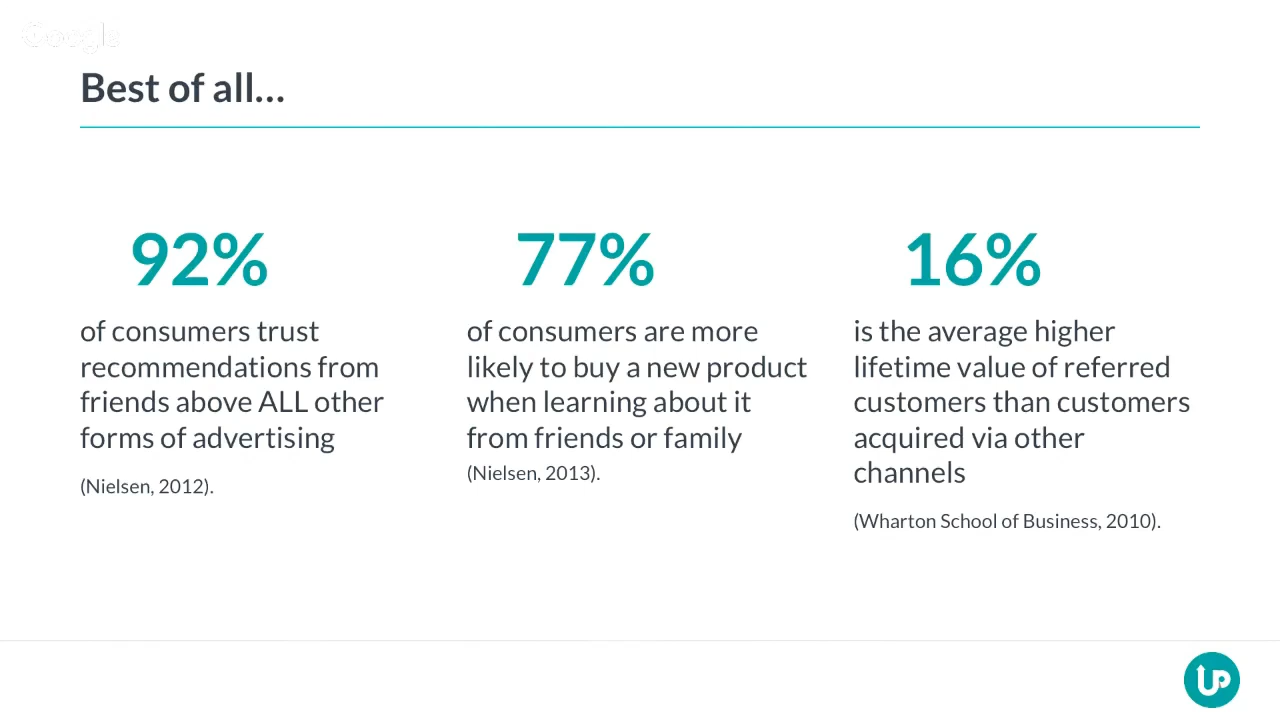 Google
Best of all...
92%
of consumers trust
recommendations from
friends above ALL other
forms of advertising
(Nielsen, 2012).
77%
of consumers are more
likely to buy a new product
when learning about it
from friends or family
(Nielsen, 2013).
16%
is the average higher
lifetime value of referred
customers than customers
acquired via other
channels
(Wharton School of Business, 2010).
UP